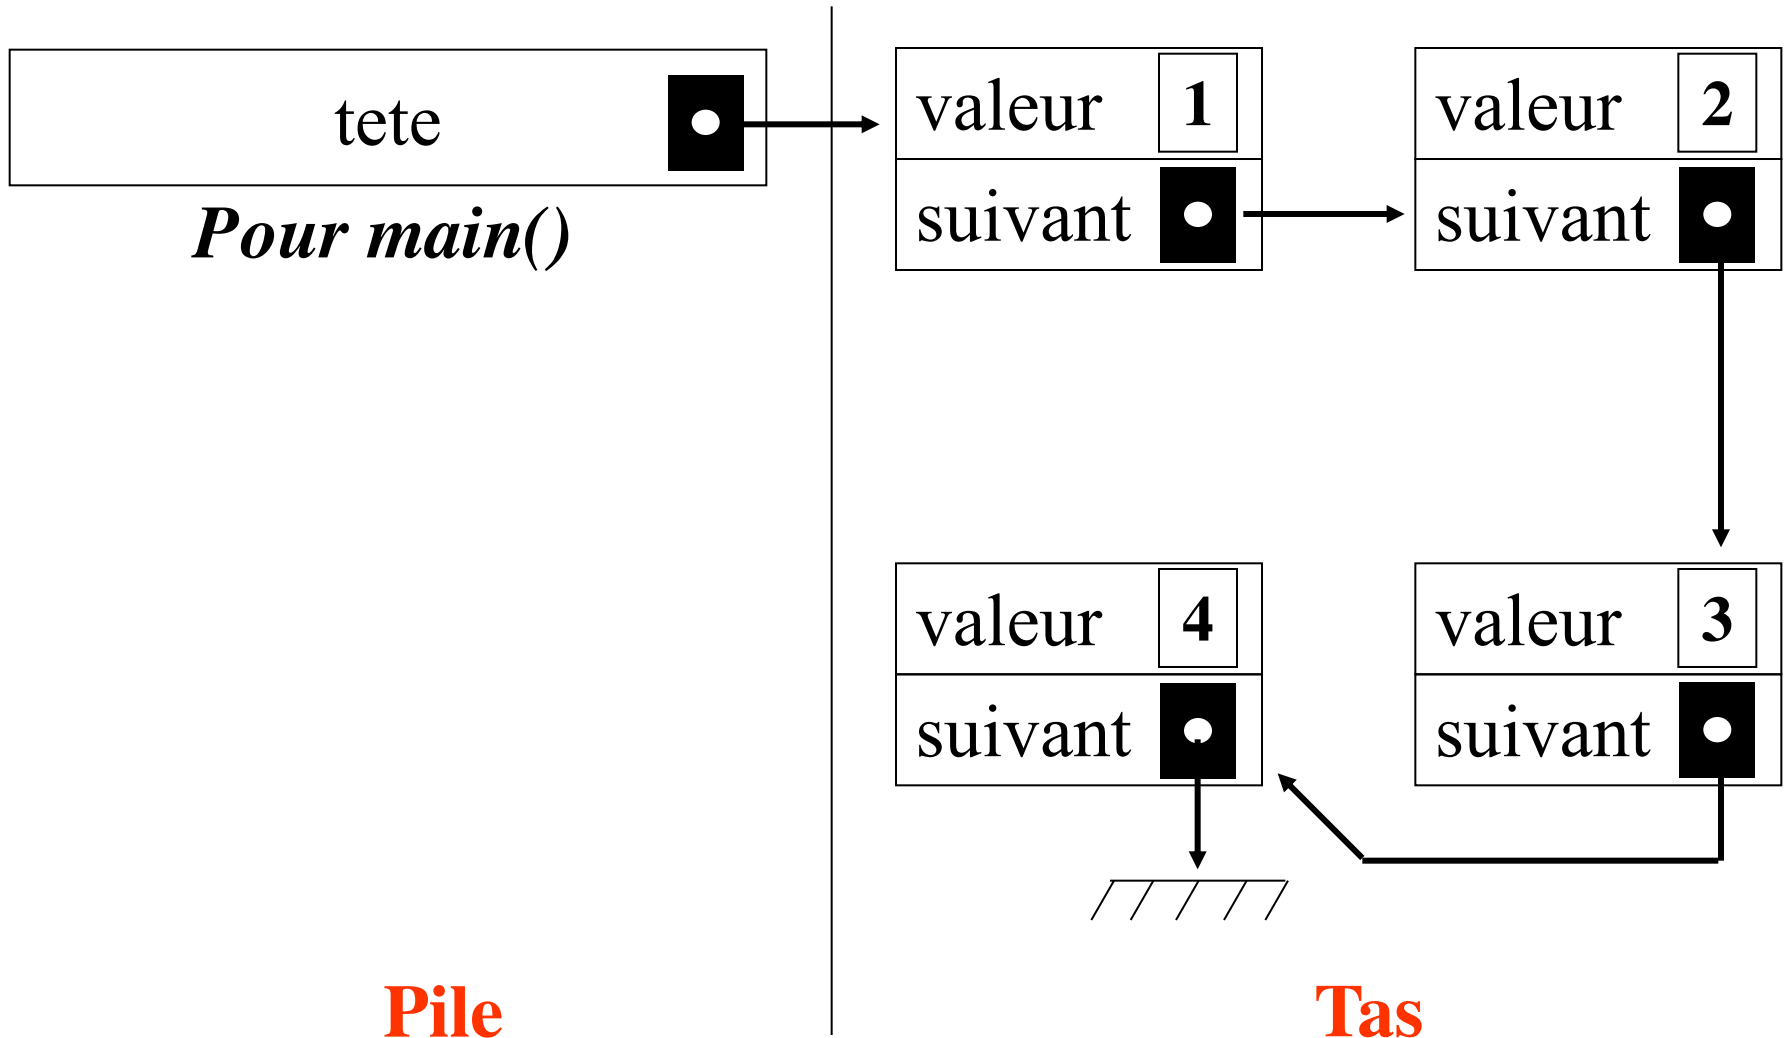 tete
Pour main()
valeur 1
suivant
valeur 2
suivant
valeur 4
suivant
valeur 3
suivant
Pile
Tas